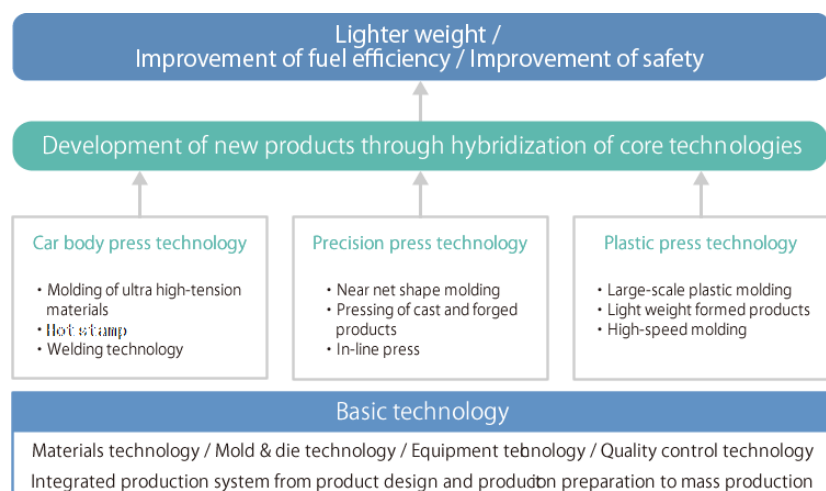 Lighter weight /
Improvement of fuel efficiency / Improvement of safety
Development of new products through hybridization of core technologies
Car body press technology
・Molding of ultra high-tension
materials
・Hot stamp
・Welding technology
Precision press technology
・Near net shape molding
・Pressing of cast and forged
products
・In-line press
Plastic press technology
・Large-scale plastic molding
・Light weight formed products
・High-speed molding
Basic technology
Materials technology / Mold & die technology / Equipment technology / Quality control technology
Integrated production system from product design and production preparation to mass production